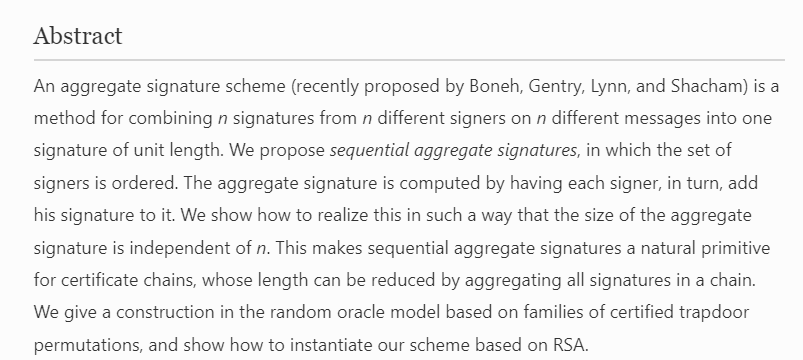 Abstract
An aggregate signature scheme (recently proposed by Boneh, Gentry, Lynn, and Shacham) is a
method for combining n signatures from n different signers on n different messages into one
signature of unit length. We propose sequential aggregate signatures, in which the set of
signers is ordered. The aggregate signature is computed by having each signer, in turn, add
his signature to it. We show how to realize this in such a way that the size of the aggregate
signature is independent of n. This makes sequential aggregate signatures a natural primitive
for certificate chains, whose length can be reduced by aggregating all signatures in a chain.
We give a construction in the random oracle model based on families of certified trapdoor
permutations, and show how to instantiate our scheme based on RSA.